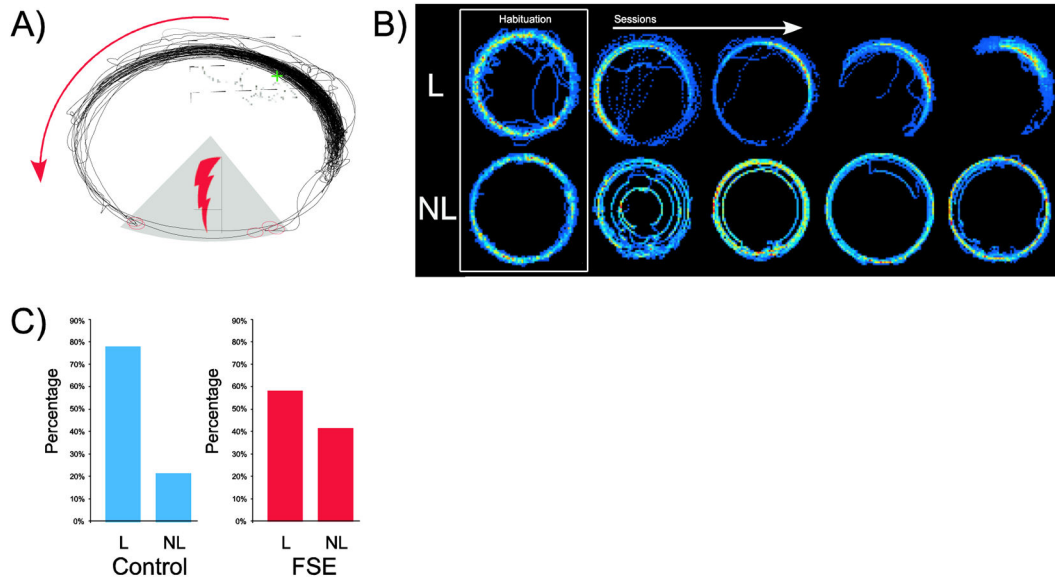 A)
B)
Habituation
Sessions
L
NL
C)
90%
80%
70%
60%
50%
40%
30%
20%
10%
0%
Percentage
L NL
Control
90%
80%
70%
60%
50%
40%
30%
20%
10%
0%
Percentage
L NL
FSE